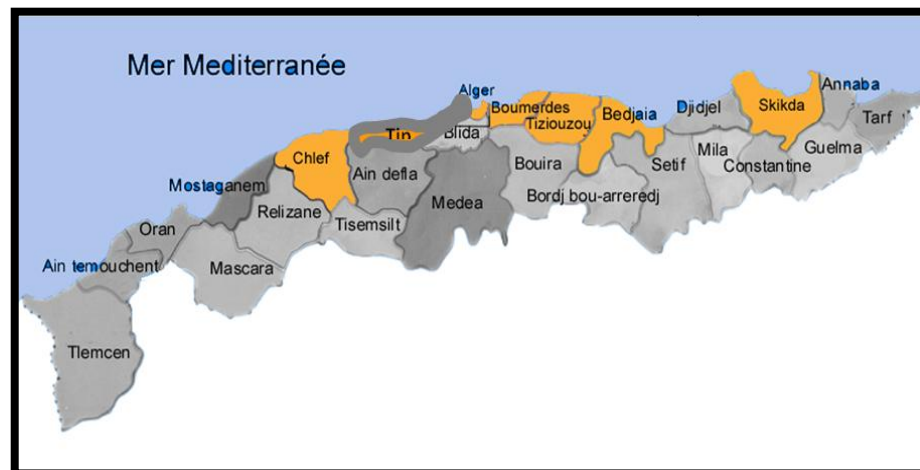 Mer Mediterranée
Alger
Annaba
Boumerdes
Djidjel
Skikda
Tarf
Tip
Blida
Tiziouzou
Bedjaia
Chlef
Guelma
Mila
Bouira
Setif
Constantine
Ain defla
Mostaganem
Bordj bou-arreredj
Medea
Relizane
Tisemsilt
Oran
Ain temouchent
Mascara
Tlemcen